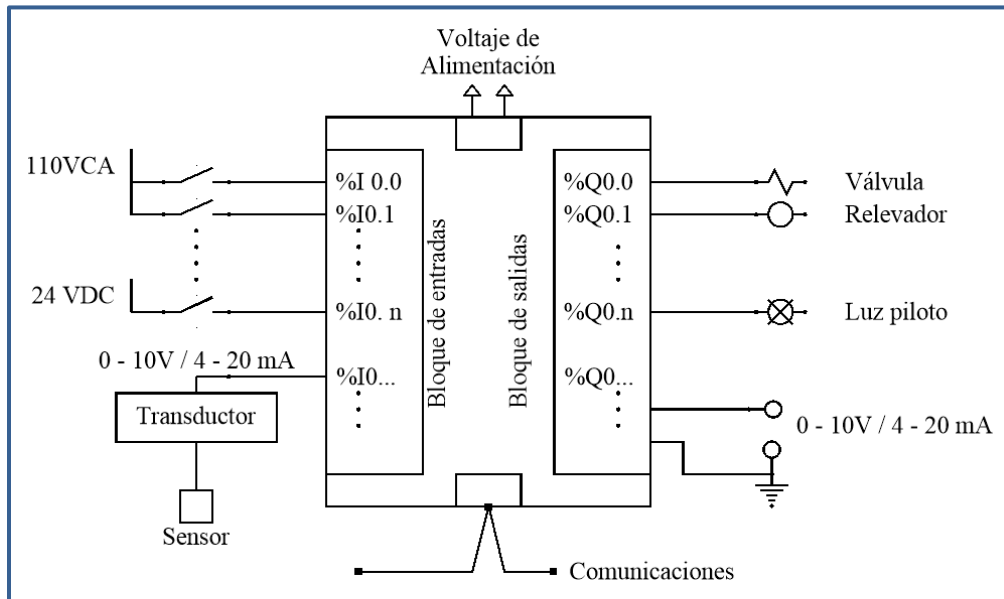 Voltaje de
Alimentación
110VCA
24 VDC
0 - 10V / 4 - 20 mA
Transductor
Sensor
%I 0.0
%I0.1
%I0. n
%I0...
Bloque de entradas
Bloque de salidas
%Q0.0
%Q0.1
%Q0.n
%Q0...
Válvula
Relevador
Luz piloto
0 - 10V / 4 - 20 mA
Comunicaciones